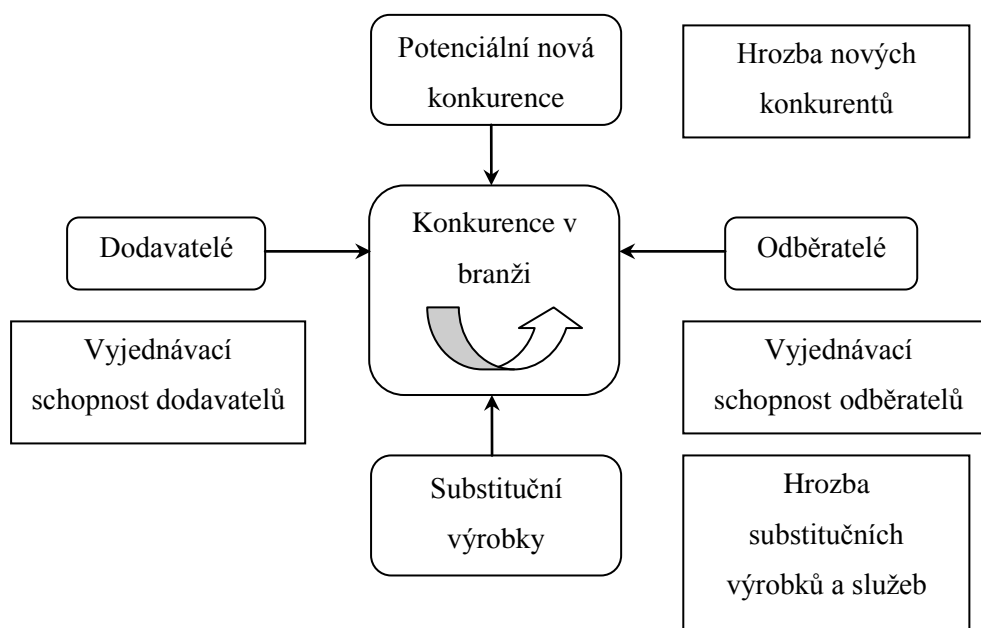 Potenciální nová
konkurence
Hrozba nových
konkurentů
Dodavatelé
Konkurence v
branži
Odběratelé
Vyjednávací
schopnost dodavatelů
Vyjednávací
schopnost odběratelů
Substituční
výrobky
Hrozba
substitučních
výrobků a služeb